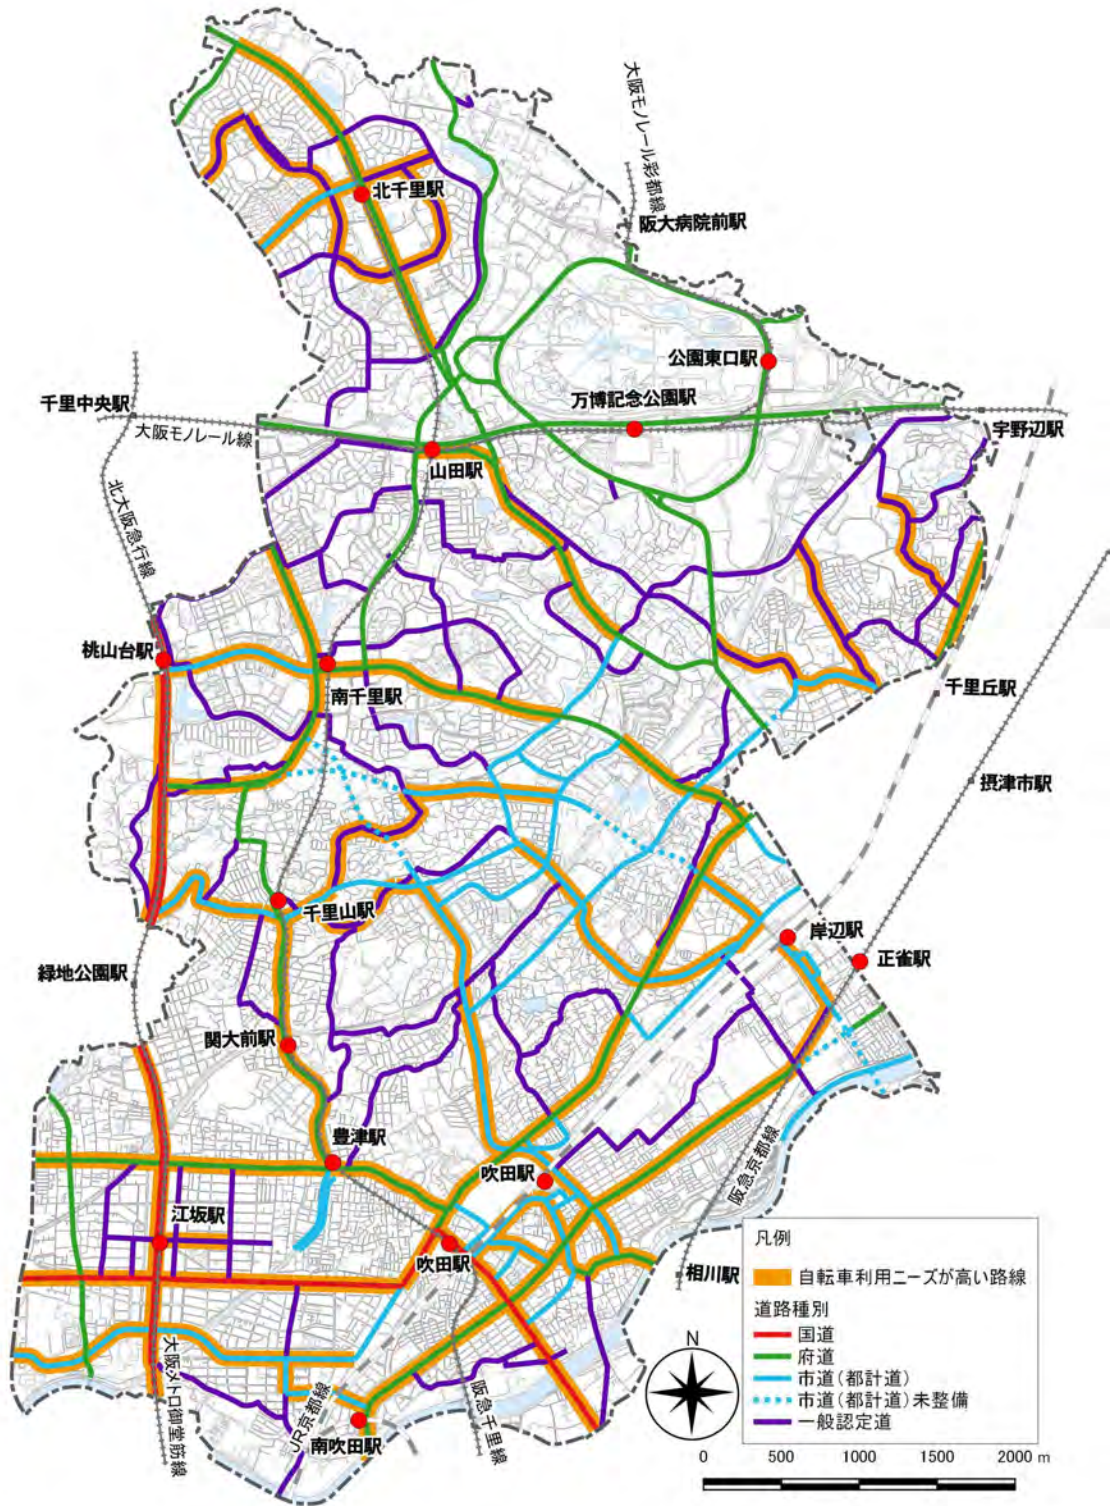 大阪モノレール彩都線
北千里駅
阪大病院前駅
公園東口駅
千里中央駅
万博記念公園駅
大阪モノレール線
宇野辺駅
山田駅
北大阪急行線
桃山台駅
南千里駅
千里丘駅
摂津市駅
千里山駅
岸辺駅
正雀駅
緑地公園駅
関大前駅
豊津駅
阪急京都線
吹田駅
江坂駅
吹田駅
相川駅
大阪メトロ御堂筋線
JR京都線
阪急千里線
南吹田駅
凡例
自転車利用ニーズが高い路線
道路種別
国道
府道
市道(都計道)
市道(都計道)未整備
一般認定道
N
0 500 1000 1500 2000 m